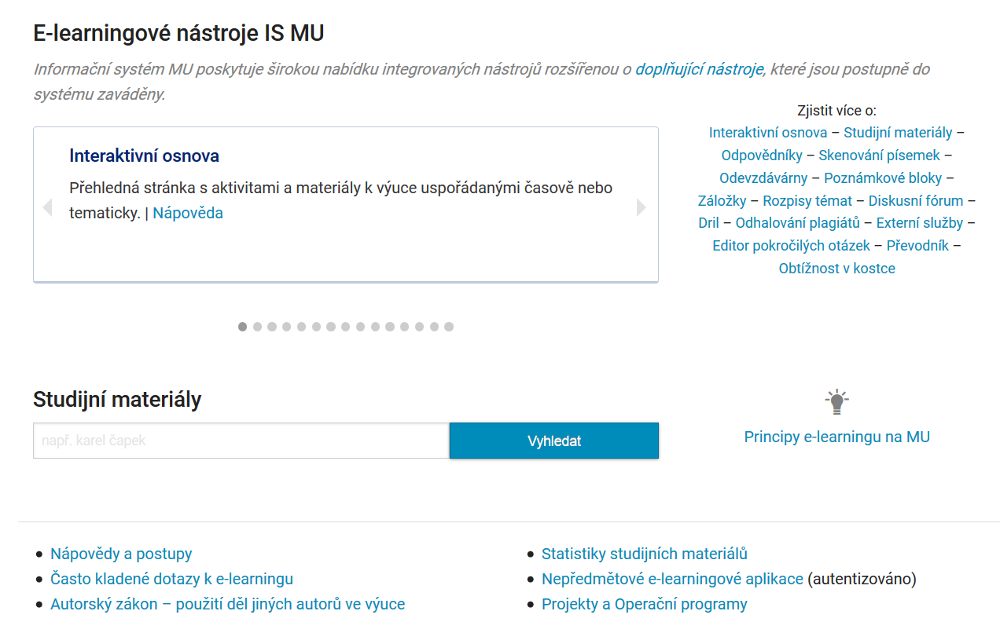 E-learningové nástroje IS MU
Informační systém MU poskytuje širokou nabídku integrovaných nástrojů rozšířenou o doplňující nástroje, které jsou postupně do
systému zaváděny.
Interaktivní osnova
Přehledná stránka s aktivitami a materiály k výuce uspořádanými časově nebo
tematicky. | Nápověda
Zjistit více o:
Interaktivní osnova – Studijní materiály –
Odpovědníky – Skenování písemek –
Odevzdávárny – Poznámkové bloky –
Záložky – Rozpisy témat – Diskusní fórum –
Dril – Odhalování plagiátů – Externí služby –
Editor pokročilých otázek – Převodník –
Obtížnost v kostce
Studijní materiály
např. karel čapek
Vyhledat
Principy e-learningu na MU
Nápovědy a postupy
Často kladené dotazy k e-learningu
Autorský zákon – použití děl jiných autorů ve výuce
Statistiky studijních materiálů
Nepředmětové e-learningové aplikace (autentizováno)
Projekty a Operační programy